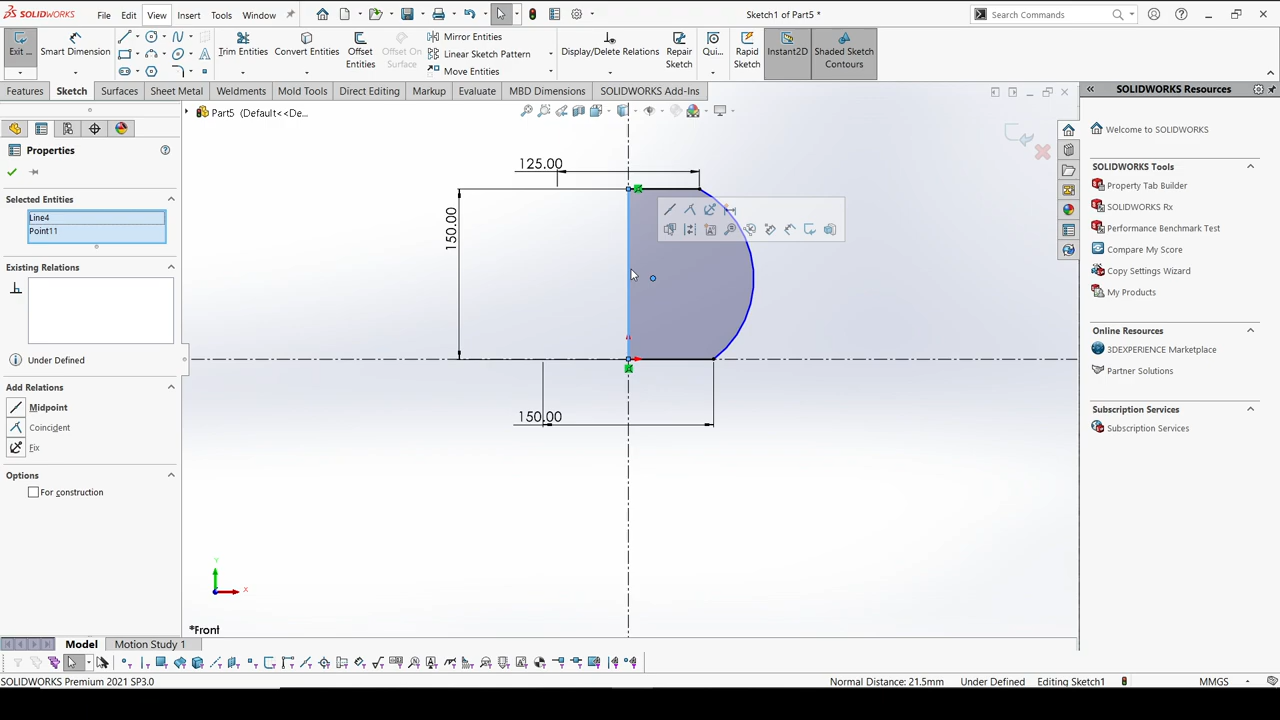 SOLIDWORKS File Edit View Insert Tools Window Sketch1 of Part5 * Search Commands
Exit ... Smart Dimension Trim Entities Convert Entities Offset Entities Offset On Surface Mirror Entities Linear Sketch Pattern Move Entities Display/Delete Relations Repair Sketch Qui... Rapid Sketch Instant2D Shaded Sketch Contours
Features Sketch Surfaces Sheet Metal Weldments Mold Tools Direct Editing Markup Evaluate MBD Dimensions SOLIDWORKS Add-Ins
Part5 (Default<<De...
Properties
Selected Entities
Line4
Point11
Existing Relations
Under Defined
Add Relations
Midpoint
Coincident
Fix
Options
For construction
125.00
150.00
150.00
Y
X
*Front
SOLIDWORKS Resources
Welcome to SOLIDWORKS
SOLIDWORKS Tools
Property Tab Builder
SOLIDWORKS Rx
Performance Benchmark Test
Compare My Score
Copy Settings Wizard
My Products
Online Resources
3DEXPERIENCE Marketplace
Partner Solutions
Subscription Services
Subscription Services
Model Motion Study 1
SOLIDWORKS Premium 2021 SP3.0 Normal Distance: 21.5mm Under Defined Editing Sketch1 MMGS